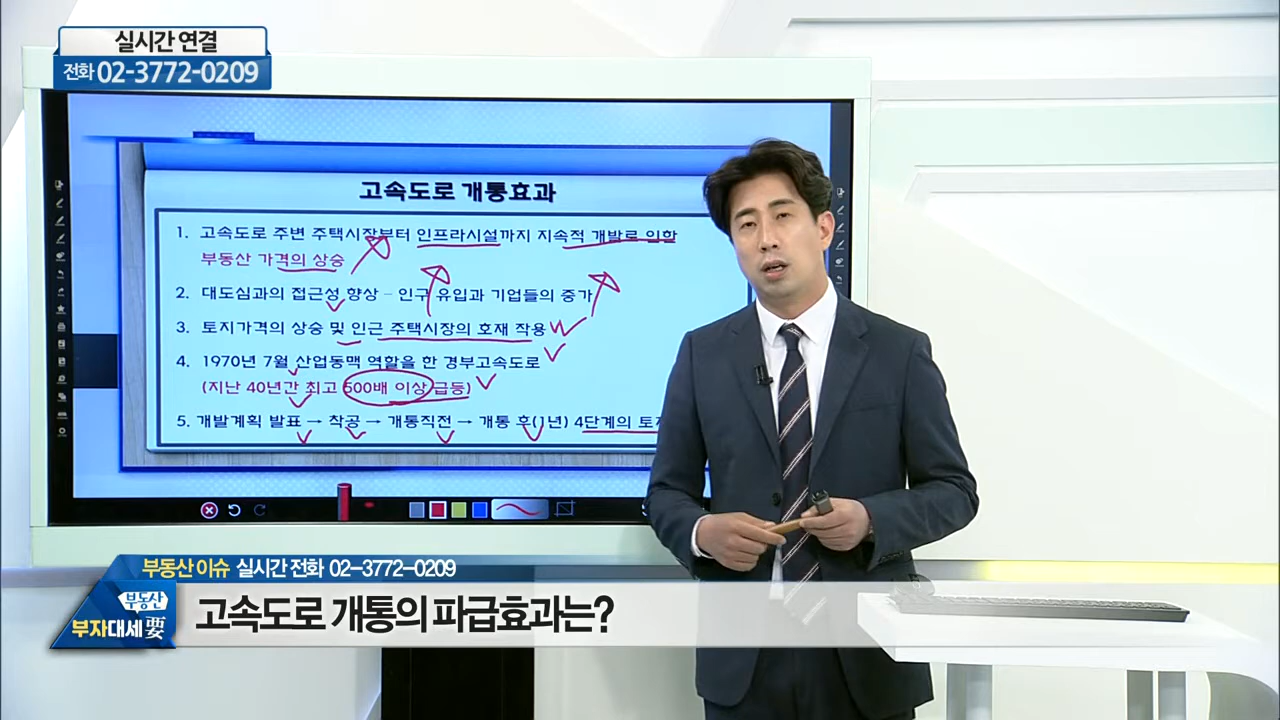 실시간 연결
전화 02-3772-0209
고속도로 개통효과
1. 고속도로 주변 주택시장부터 인프라시설까지 지속적 개발로 인한
부동산 가격의 상승
2. 대도심과의 접근성 향상 – 인구 유입과 기업들의 증가
3. 토지가격의 상승 및 인근 주택시장의 호재 작용
4. 1970년 7월 산업동맥 역할을 한 경부고속도로
(지난 40년간 최고 500배 이상 급등)
5. 개발계획 발표 → 착공 → 개통직전 → 개통 후(1년) 4단계의
부동산 이슈 실시간 전화 02-3772-0209
부동산
부자대세 要
고속도로 개통의 파급효과는?